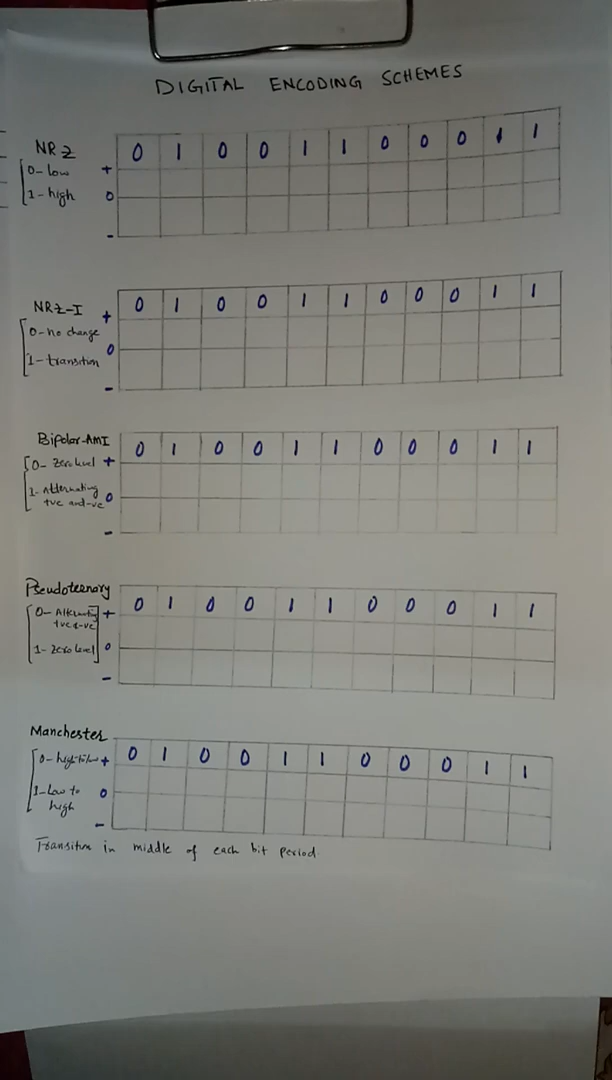 DIGITAL ENCODING SCHEMES
NRZ
0 1 0 0 1 1 0 0 0 1 1
0-low +
1-high 0
-
NRZ-I
0 1 0 0 1 1 0 0 0 1 1
+
0-no change
0
1-transition
-
Bipolar-AMI
0 1 0 0 1 1 0 0 0 1 1
0- Zero level +
1- Alternating 0
+ve and -ve
-
Pseudoternary
0 1 0 0 1 1 0 0 0 1 1
0- Alternating +
+ve & -ve
1- Zero level 0
-
Manchester
0 1 0 0 1 1 0 0 0 1 1
0-high to low +
1-low to 0
high
-
Transition in middle of each bit period